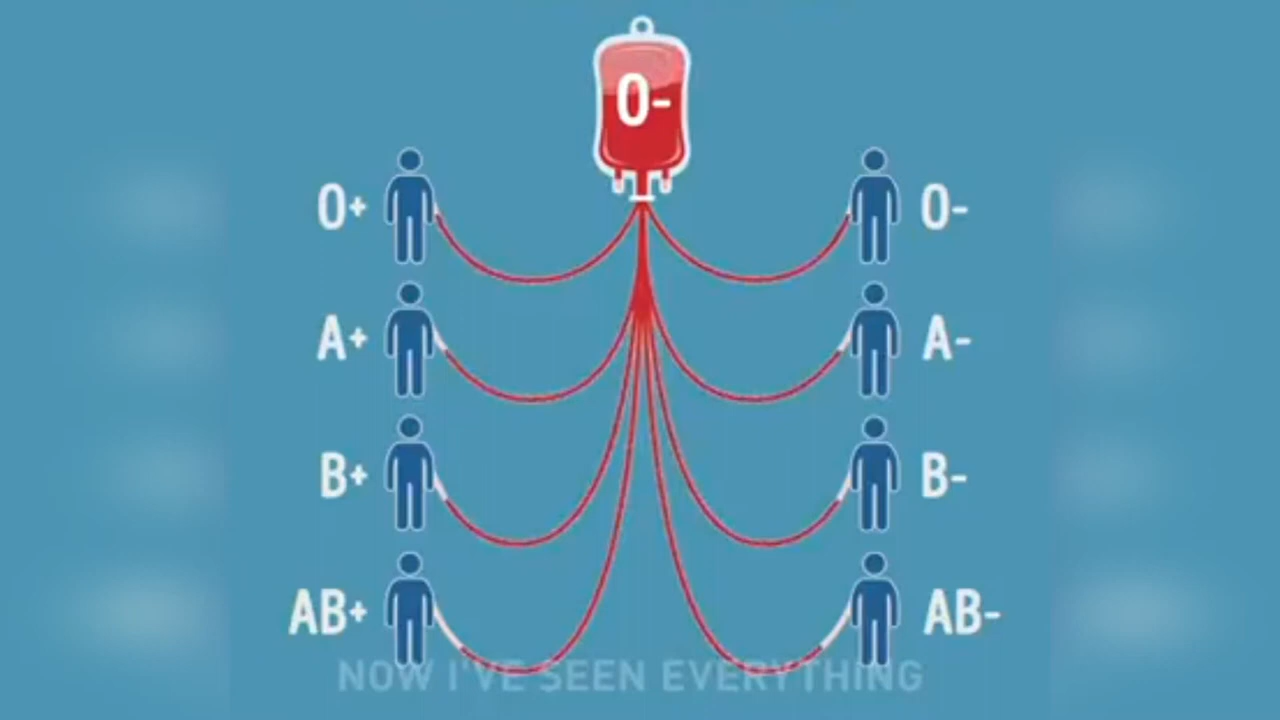 O-
O+
O-
A+
A-
B+
B-
AB+
AB-
NOW I'VE SEEN EVERYTHING